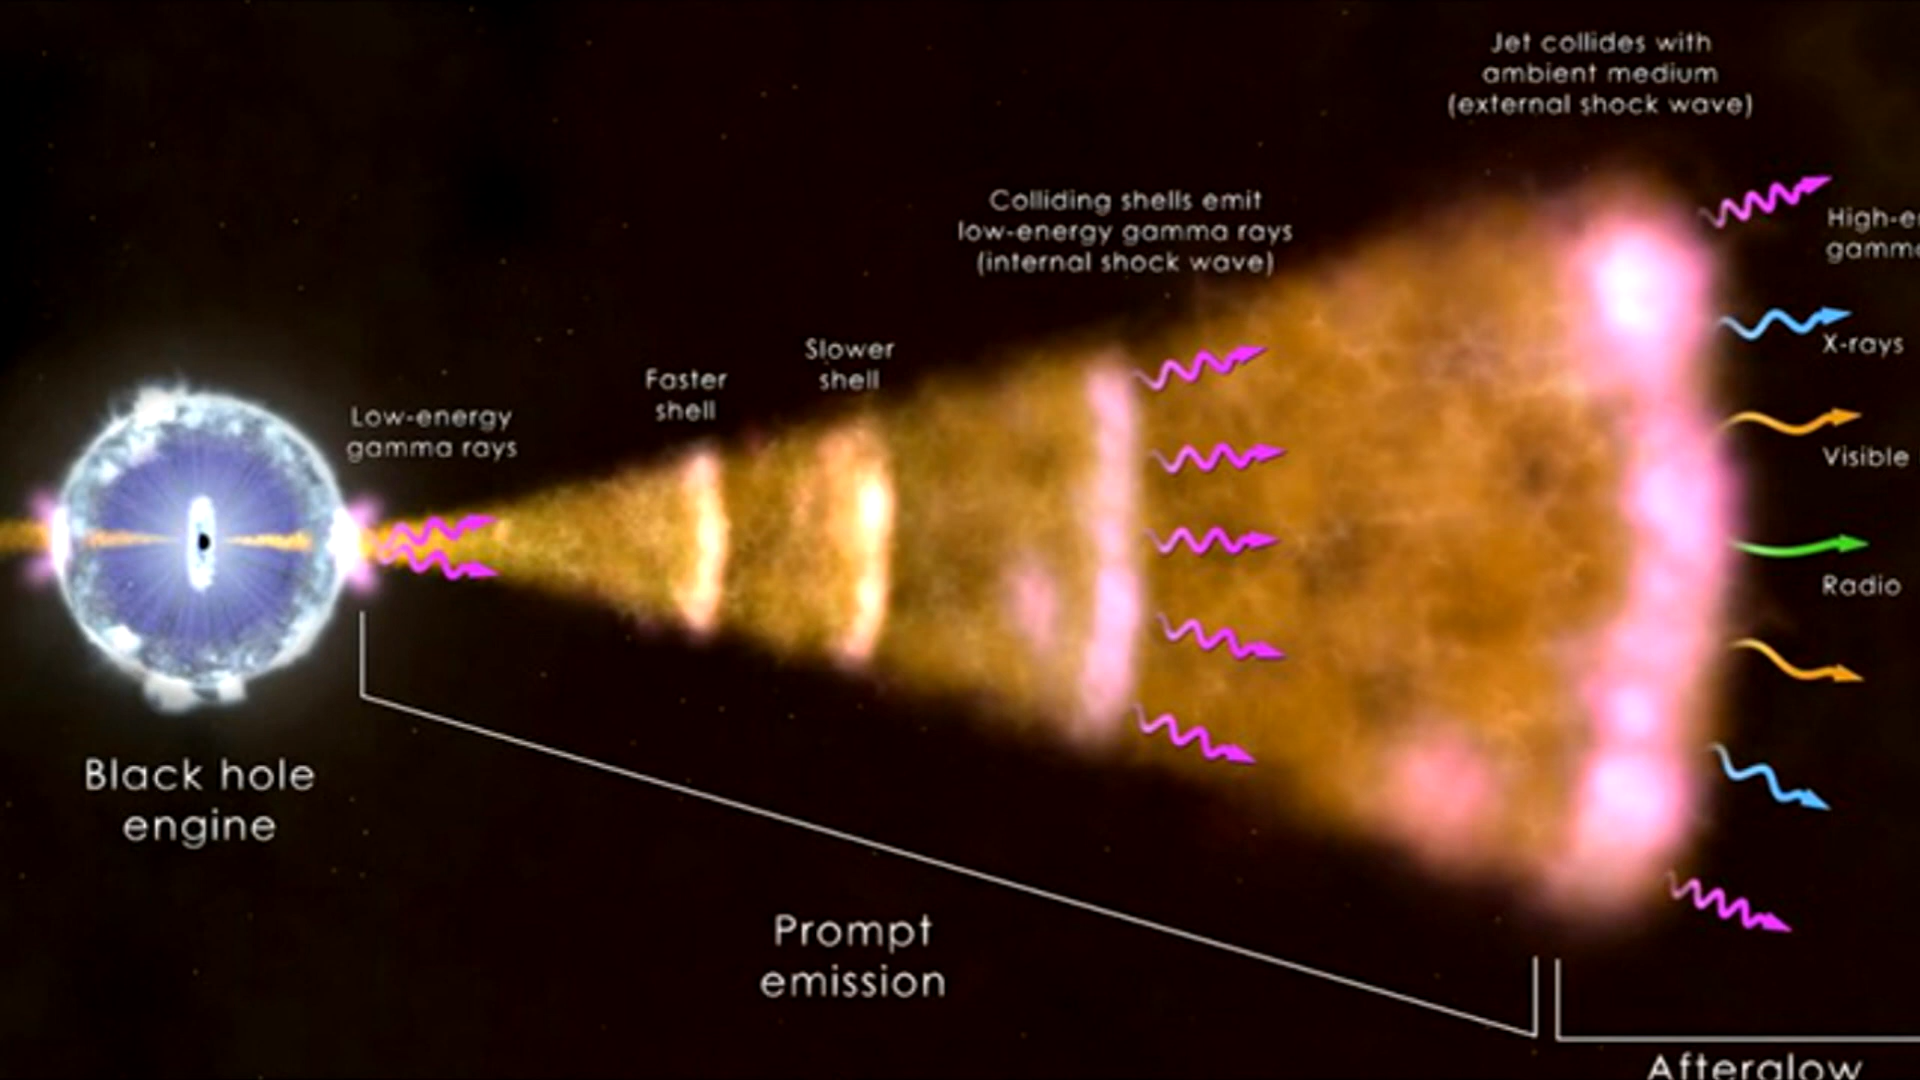 Jet collides with
ambient medium
(external shock wave)
Colliding shells emit
low-energy gamma rays
(internal shock wave)
Slower
shell
Faster
shell
Low-energy
gamma rays
X-rays
Visible
Radio
Black hole
engine
Prompt
emission
Afterglow